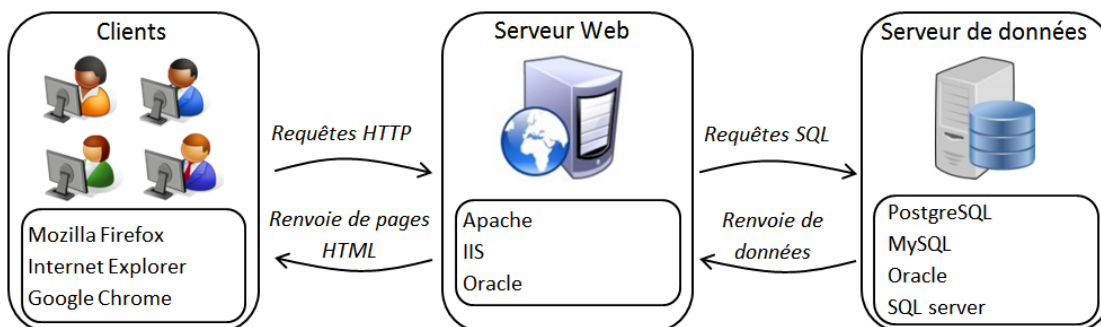 Clients
Mozilla Firefox
Internet Explorer
Google Chrome
Requêtes HTTP
Renvoie de pages
HTML
Serveur Web
Apache
IIS
Oracle
Requêtes SQL
Renvoie de
données
Serveur de données
PostgreSQL
MySQL
Oracle
SQL server